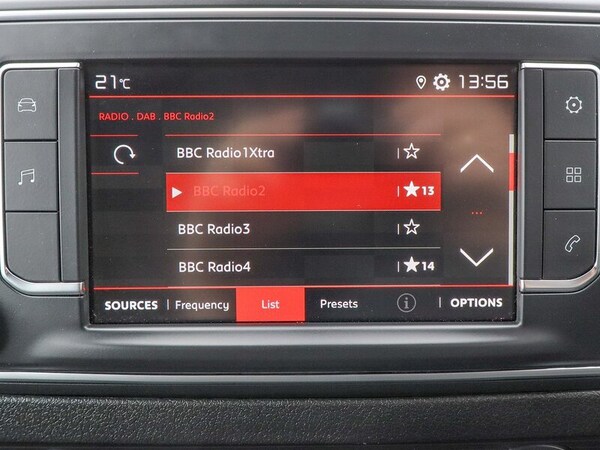 21°C 13:56
RADIO . DAB . BBC Radio2
BBC Radio1Xtra
BBC Radio2 13
BBC Radio3
BBC Radio4 14
SOURCES Frequency List Presets i OPTIONS